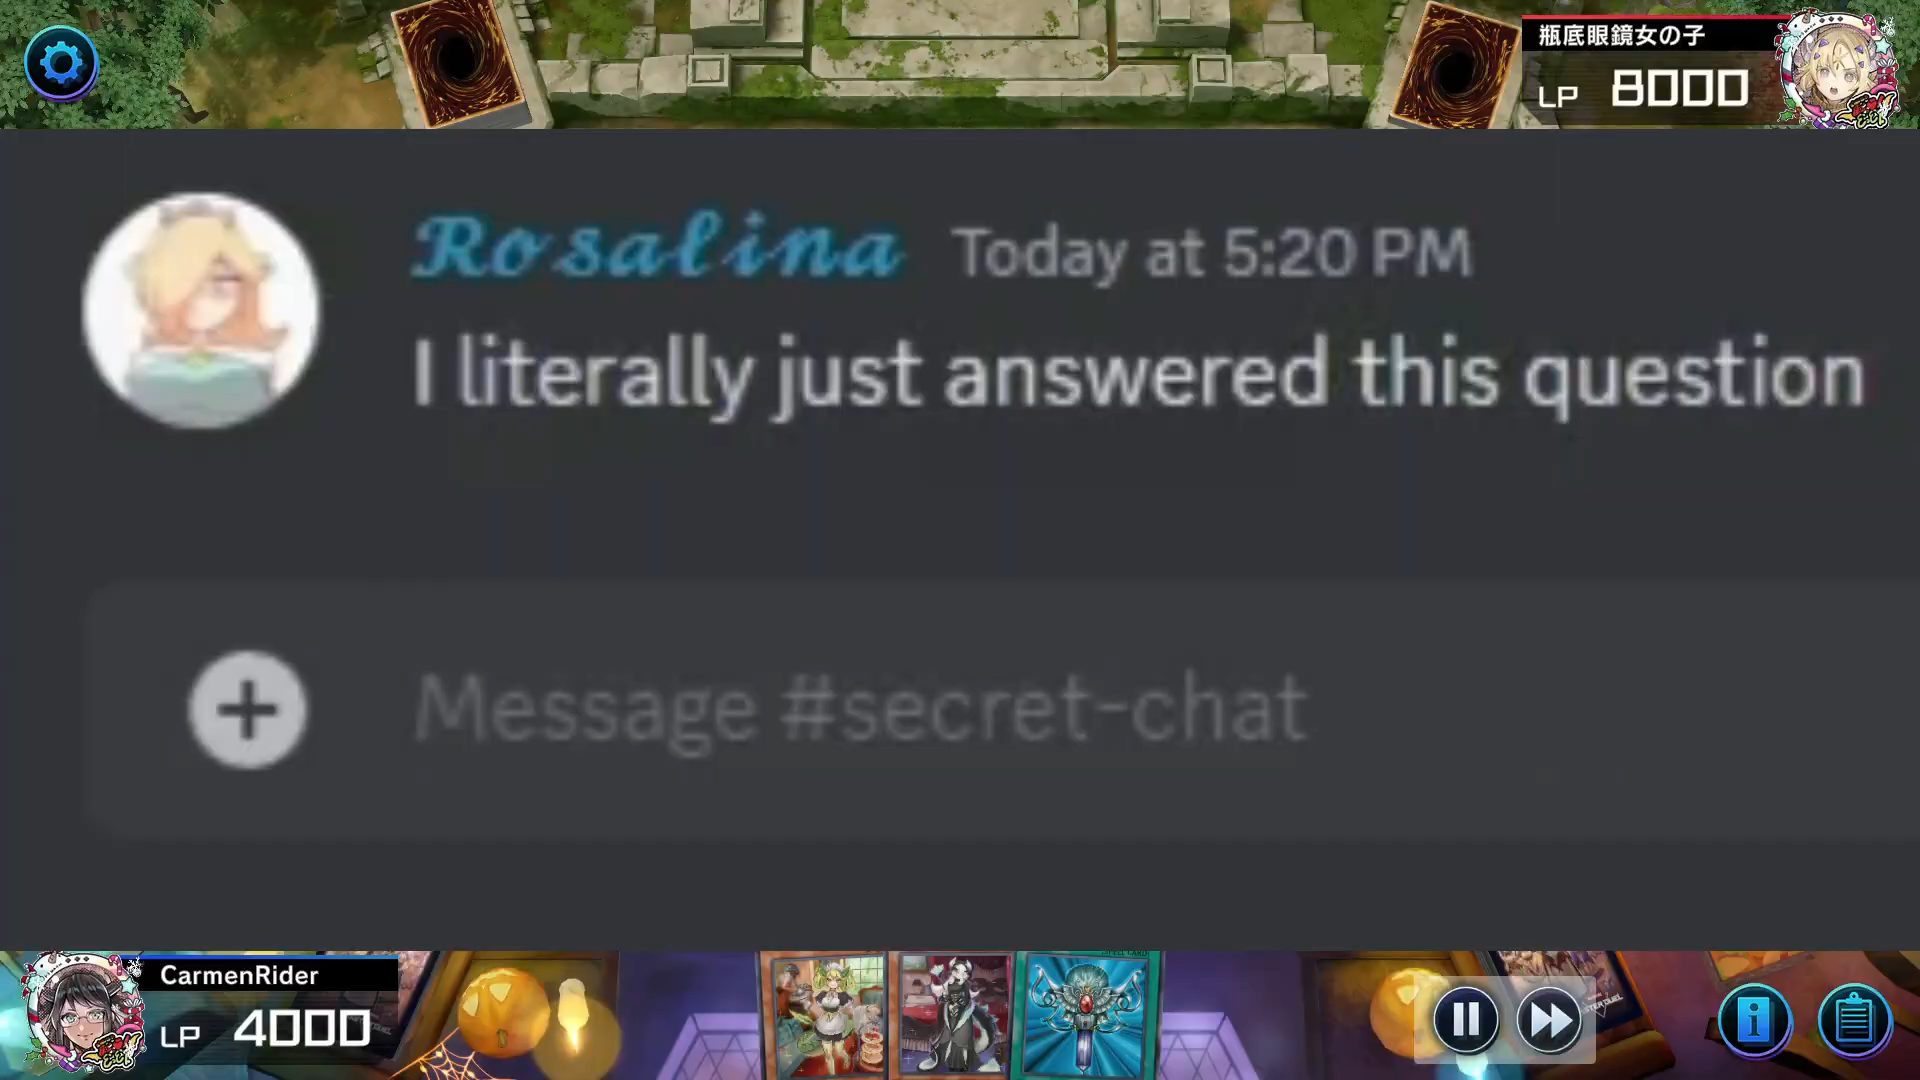 瓶底眼鏡女の子
LP 8000
Rosalina Today at 5:20 PM
I literally just answered this question
Message #secret-chat
CarmenRider
LP 4000